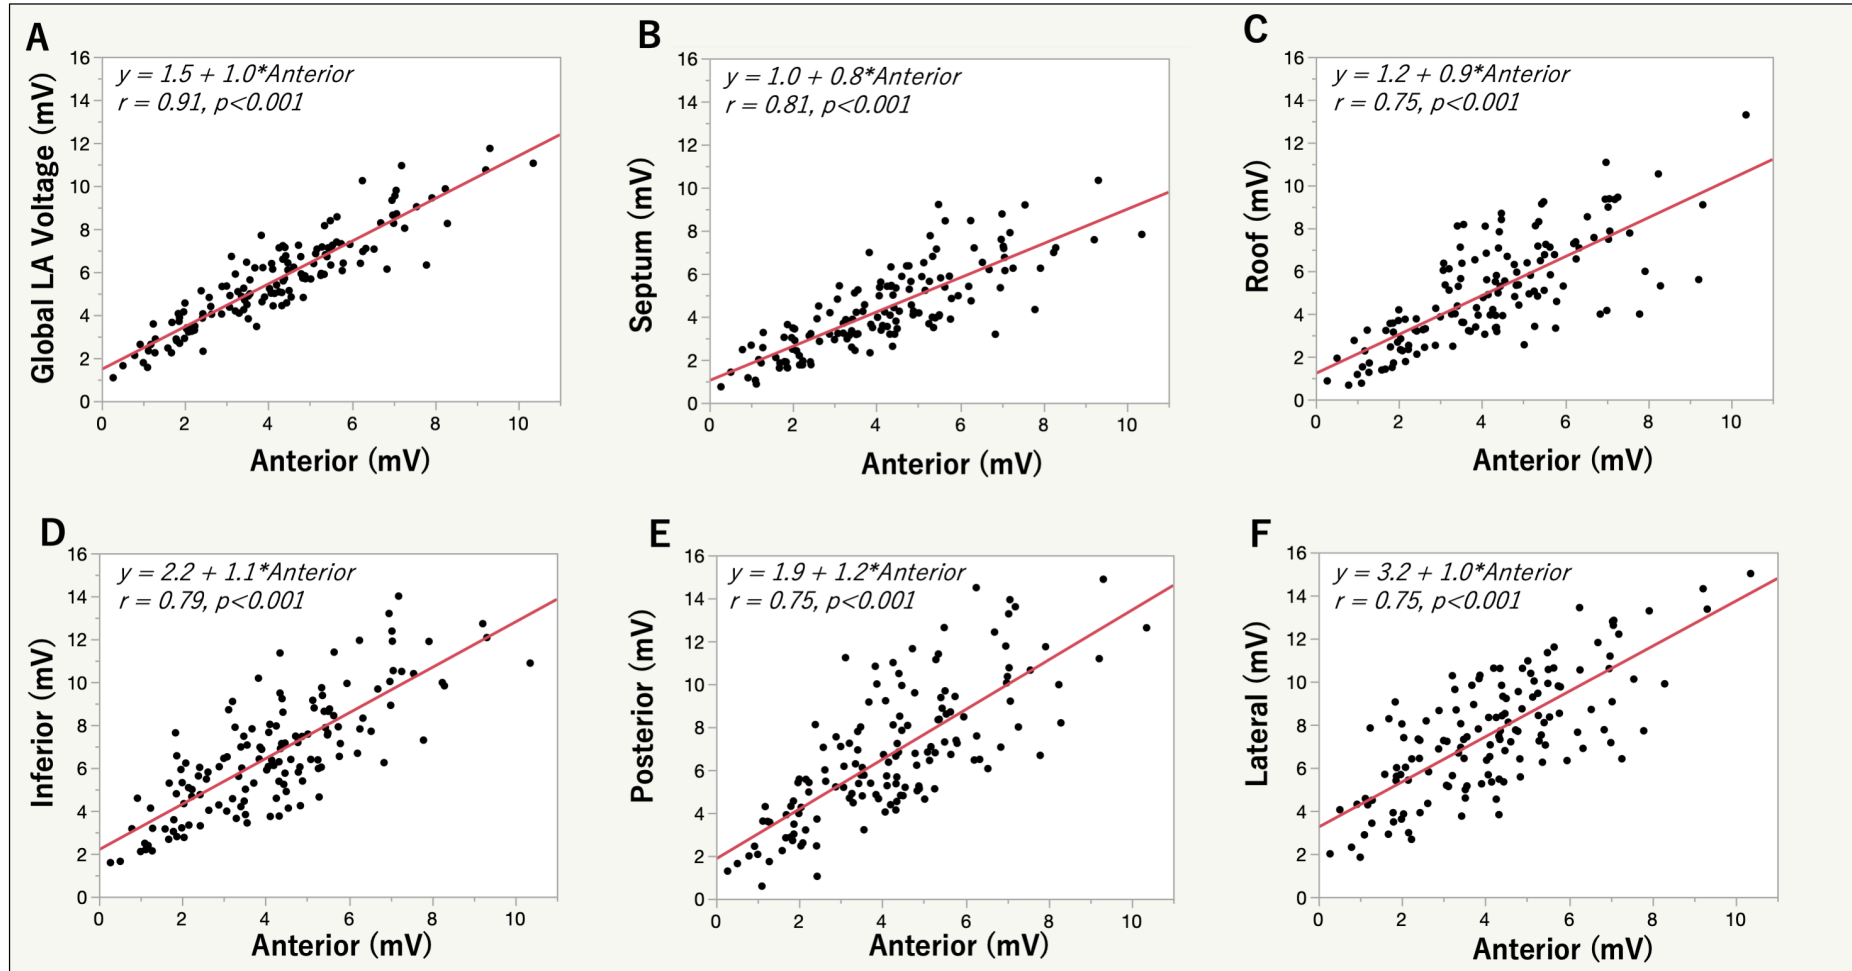 A
y = 1.5 + 1.0*Anterior
r = 0.91, p<0.001
Global LA Voltage (mV)
16
14
12
10
8
6
4
2
0
0 2 4 6 8 10
Anterior (mV)
B
y = 1.0 + 0.8*Anterior
r = 0.81, p<0.001
Septum (mV)
16
14
12
10
8
6
4
2
0
0 2 4 6 8 10
Anterior (mV)
C
y = 1.2 + 0.9*Anterior
r = 0.75, p<0.001
Roof (mV)
16
14
12
10
8
6
4
2
0
0 2 4 6 8 10
Anterior (mV)
D
y = 2.2 + 1.1*Anterior
r = 0.79, p<0.001
Inferior (mV)
16
14
12
10
8
6
4
2
0
0 2 4 6 8 10
Anterior (mV)
E
y = 1.9 + 1.2*Anterior
r = 0.75, p<0.001
Posterior (mV)
16
14
12
10
8
6
4
2
0
0 2 4 6 8 10
Anterior (mV)
F
y = 3.2 + 1.0*Anterior
r = 0.75, p<0.001
Lateral (mV)
16
14
12
10
8
6
4
2
0
0 2 4 6 8 10
Anterior (mV)